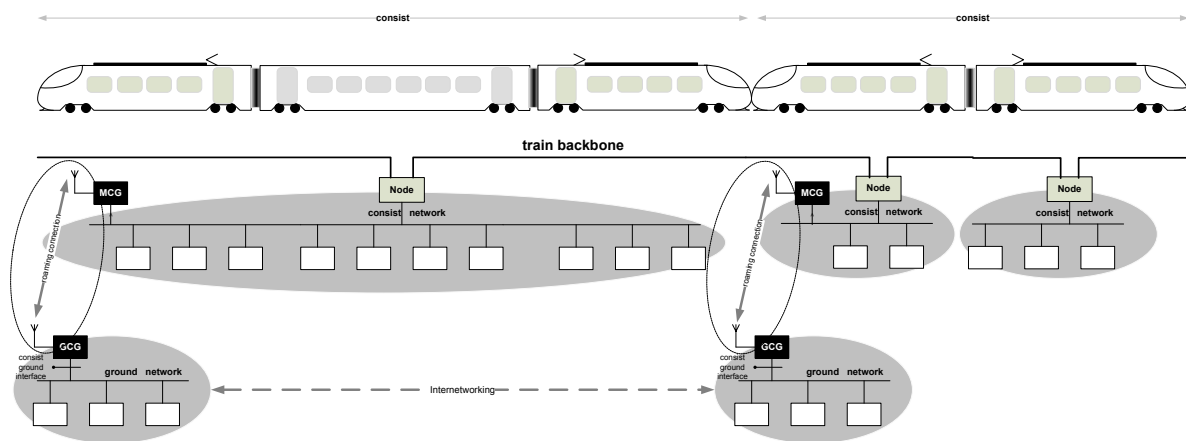 consist
consist
train backbone
MCG
Node
consist network
roaming connection
MCG
Node
consist network
Node
consist network
roaming connection
GCG
consist
ground
interface
ground network
Internetworking
GCG
consist
ground
interface
ground network